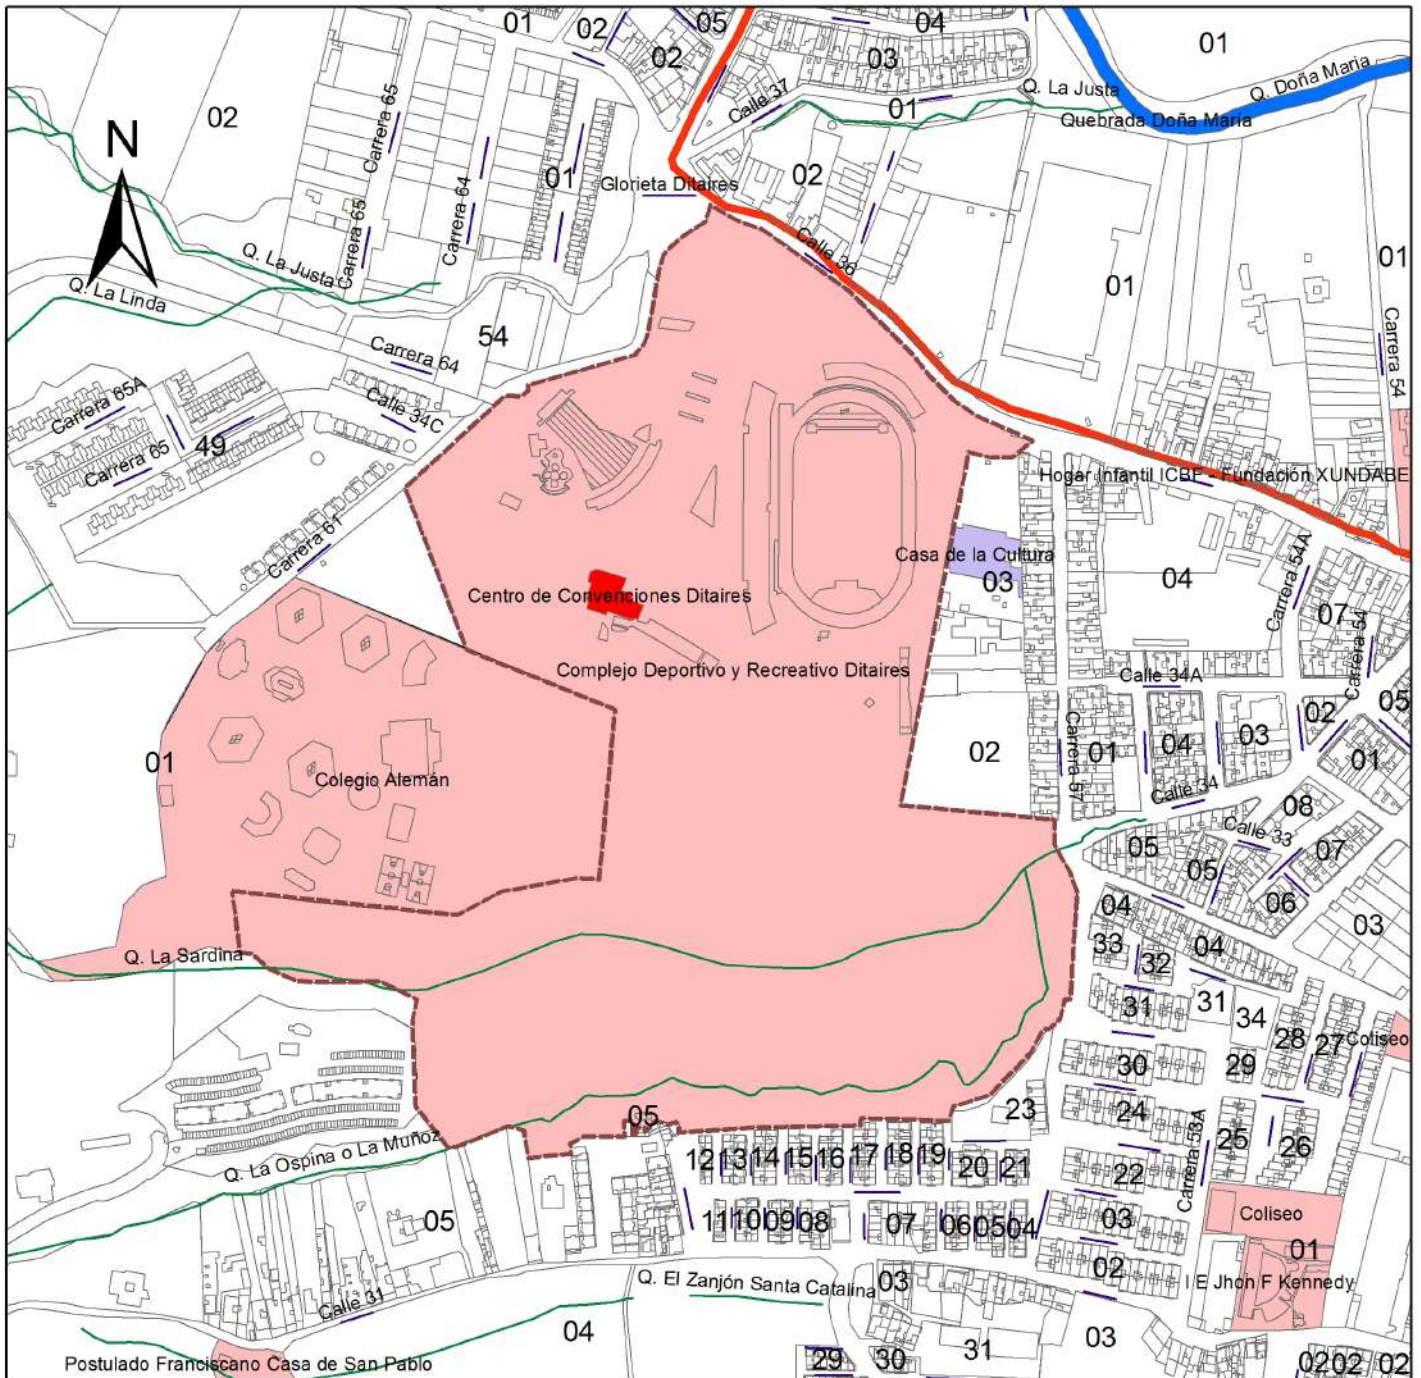 01
02
05
04
01
02
02
03
Q. Doña Maria
Carrera 65
Calle 37
01
Q. La Justa
Quebrada Doña Maria
02
N
Carrera 64
01
Glorieta Ditaires
02
Carrera 65
Calle 36
01
Q. La Justa
01
Q. La Linda
54
Carrera 64
Carrera 54
Carrera 65A
Calle 34C
49
Carrera 65
Hogar Infantil ICBF - Fundación XUNDABE
Carrera 61
Casa de la Cultura
03
04
Carrera 54A
Centro de Convenciones Ditaires
07
Carrera 54
Complejo Deportivo y Recreativo Ditaires
Calle 34A
05
02
01
02
Carrera 57
01
04
03
01
Colegio Alemán
Calle 34
08
Calle 33
05
05
07
04
06
03
33
04
Q. La Sardina
32
31
31
34
28
27
Coliseo
30
29
23
24
05
25
26
Carrera 53A
Q. La Ospina o La Muñoz
12
13
14
15
16
17
18
19
20
21
22
05
11
10
09
08
07
06
05
04
03
Coliseo
01
02
Q. El Zanjón Santa Catalina
03
I E Jhon F Kennedy
Calle 31
04
03
31
29
30
Postulado Franciscano Casa de San Pablo
02
02
02